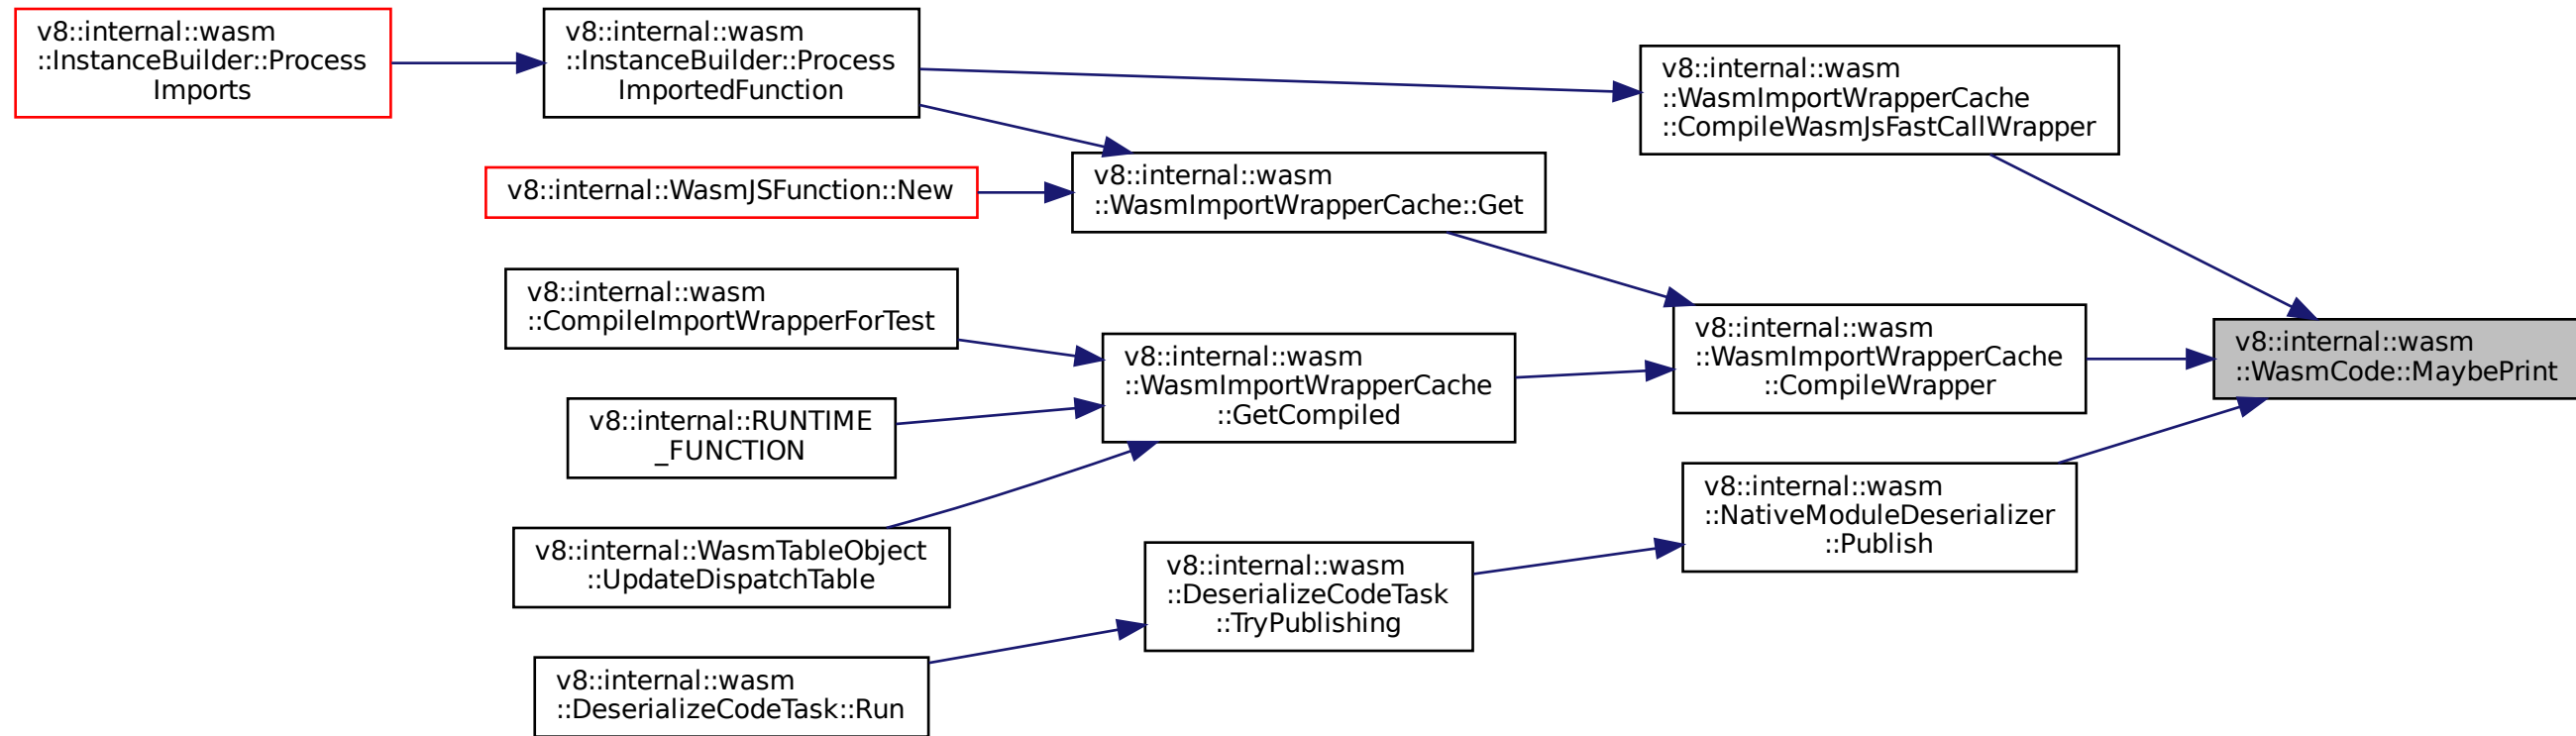 v8::internal::wasm
::InstanceBuilder::Process
Imports
v8::internal::wasm
::InstanceBuilder::Process
ImportedFunction
v8::internal::wasm
::WasmImportWrapperCache
::CompileWasmJsFastCallWrapper
v8::internal::WasmJSFunction::New
v8::internal::wasm
::WasmImportWrapperCache::Get
v8::internal::wasm
::CompileImportWrapperForTest
v8::internal::wasm
::WasmImportWrapperCache
::GetCompiled
v8::internal::wasm
::WasmImportWrapperCache
::CompileWrapper
v8::internal::wasm
::WasmCode::MaybePrint
v8::internal::RUNTIME
_FUNCTION
v8::internal::WasmTableObject
::UpdateDispatchTable
v8::internal::wasm
::DeserializeCodeTask
::TryPublishing
v8::internal::wasm
::NativeModuleDeserializer
::Publish
v8::internal::wasm
::DeserializeCodeTask::Run